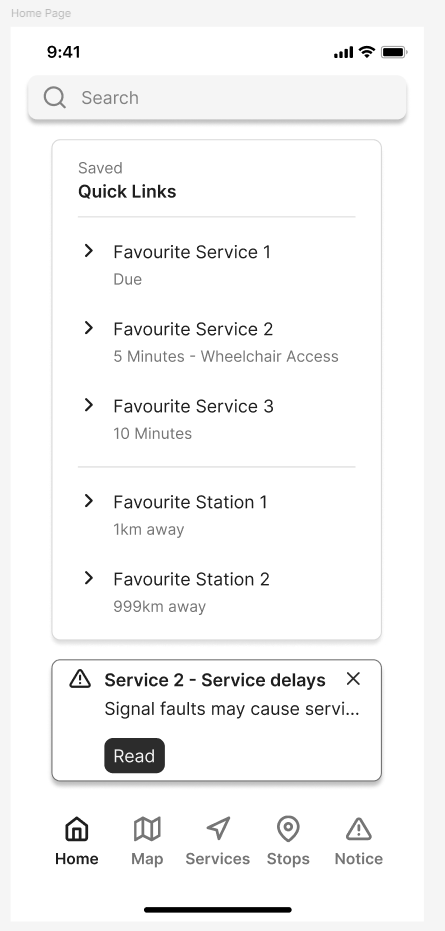 Home Page
9:41
Search
Saved
Quick Links
Favourite Service 1
Due
Favourite Service 2
5 Minutes - Wheelchair Access
Favourite Service 3
10 Minutes
Favourite Station 1
1km away
Favourite Station 2
999km away
Service 2 - Service delays
Signal faults may cause servi...
Read
Home Map Services Stops Notice